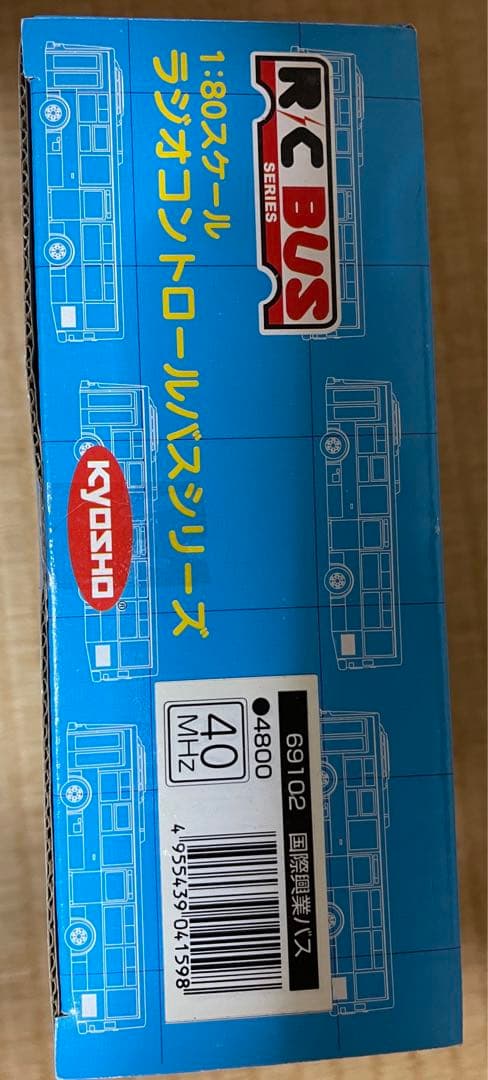 R/C BUS
SERIES
1:80スケール
ラジオコントロールバスシリーズ
KYOSHO
®
69102 国際興業バス
●4800
40
MHz
4 955439 041598